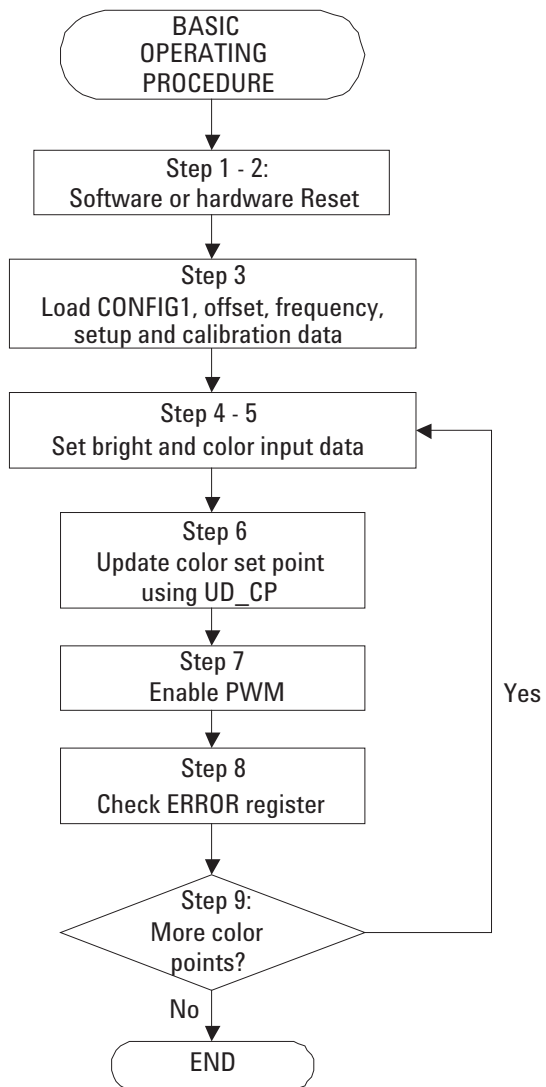 BASIC
OPERATING
PROCEDURE
Step 1 - 2:
Software or hardware Reset
Step 3
Load CONFIG1, offset, frequency,
setup and calibration data
Step 4 - 5
Set bright and color input data
Step 6
Update color set point
using UD_CP
Step 7
Enable PWM
Yes
Step 8
Check ERROR register
Step 9:
More color
points?
No
END